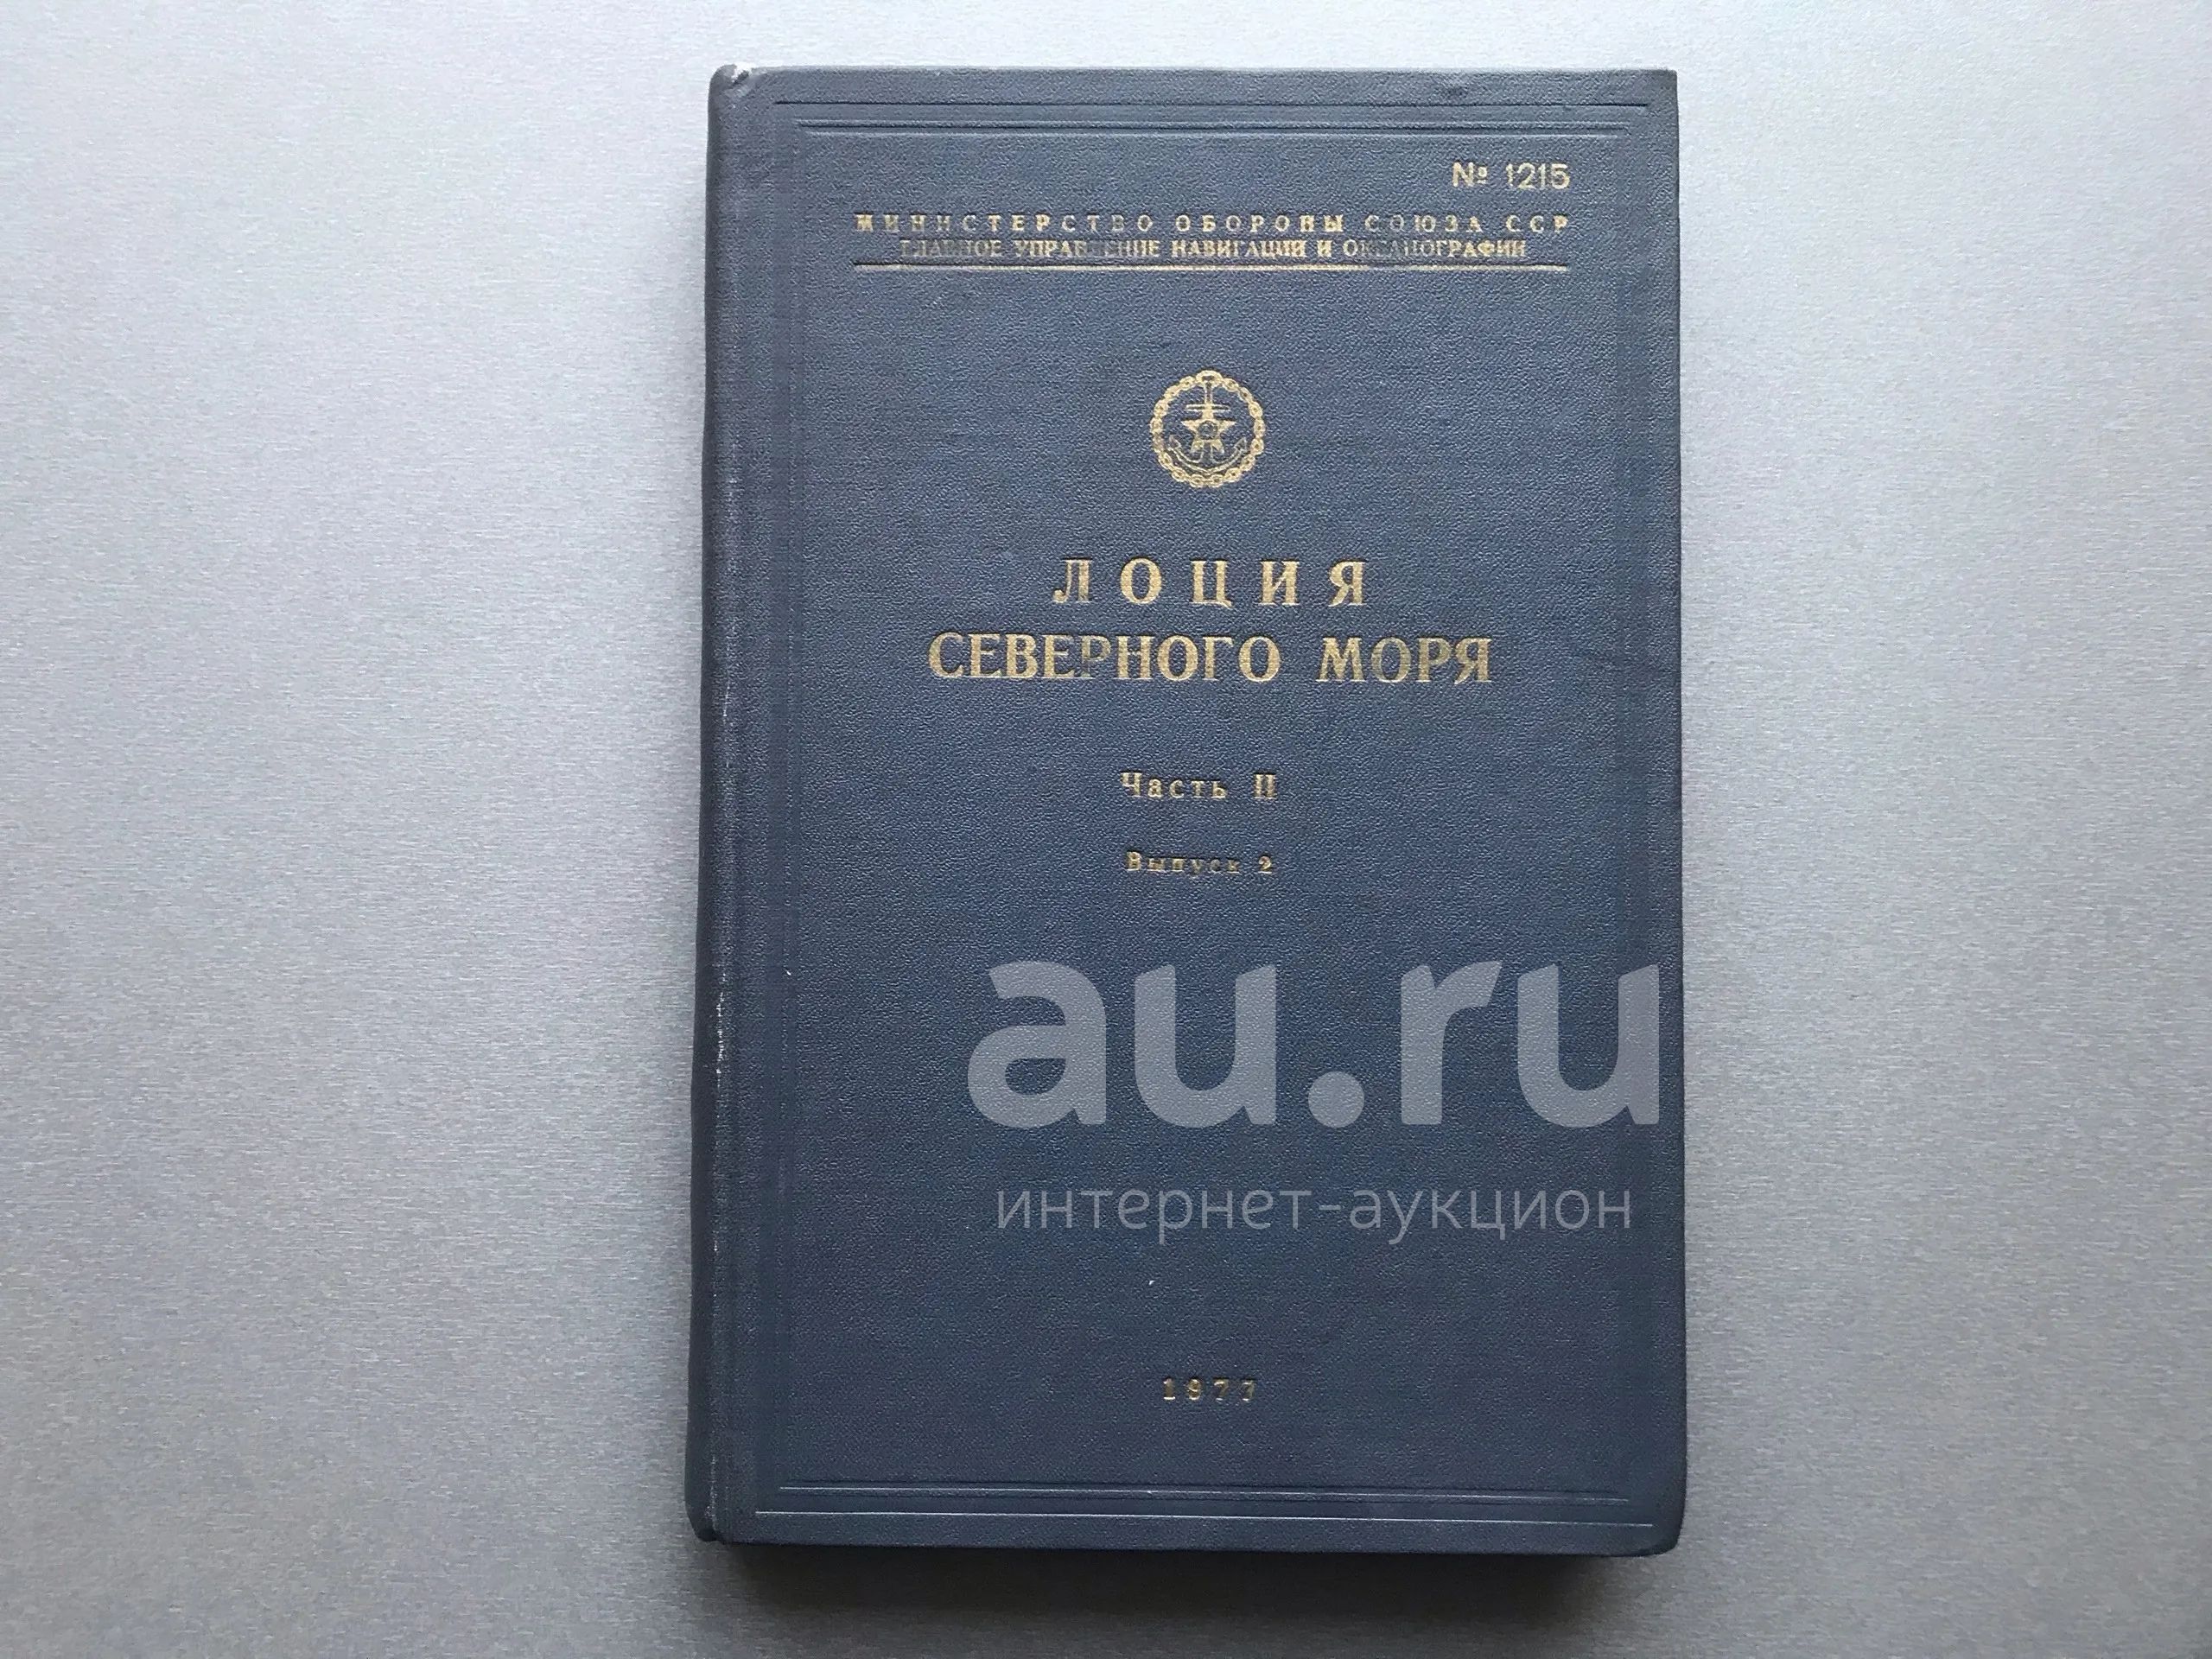 № 1215
МИНИСТЕРСТВО ОБОРОНЫ СОЮЗА ССР
ГЛАВНОЕ УПРАВЛЕНИЕ НАВИГАЦИИ И ОКЕАНОГРАФИИ
ЛОЦИЯ
СЕВЕРНОГО МОРЯ
Часть II
Выпуск 2
au.ru
интернет-аукцион
1977